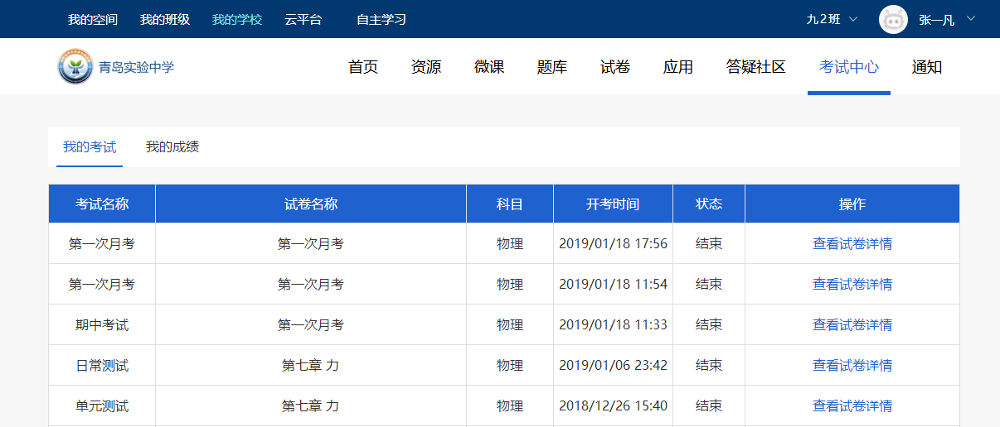 我的空间 我的班级 我的学校 云平台 自主学习 九2班 张一凡
青岛实验中学 首页 资源 微课 题库 试卷 应用 答疑社区 考试中心 通知
我的考试 我的成绩
考试名称 试卷名称 科目 开考时间 状态 操作
第一次月考 第一次月考 物理 2019/01/18 17:56 结束 查看试卷详情
第一次月考 第一次月考 物理 2019/01/18 11:54 结束 查看试卷详情
期中考试 第一次月考 物理 2019/01/18 11:33 结束 查看试卷详情
日常测试 第七章 力 物理 2019/01/06 23:42 结束 查看试卷详情
单元测试 第七章 力 物理 2018/12/26 15:40 结束 查看试卷详情